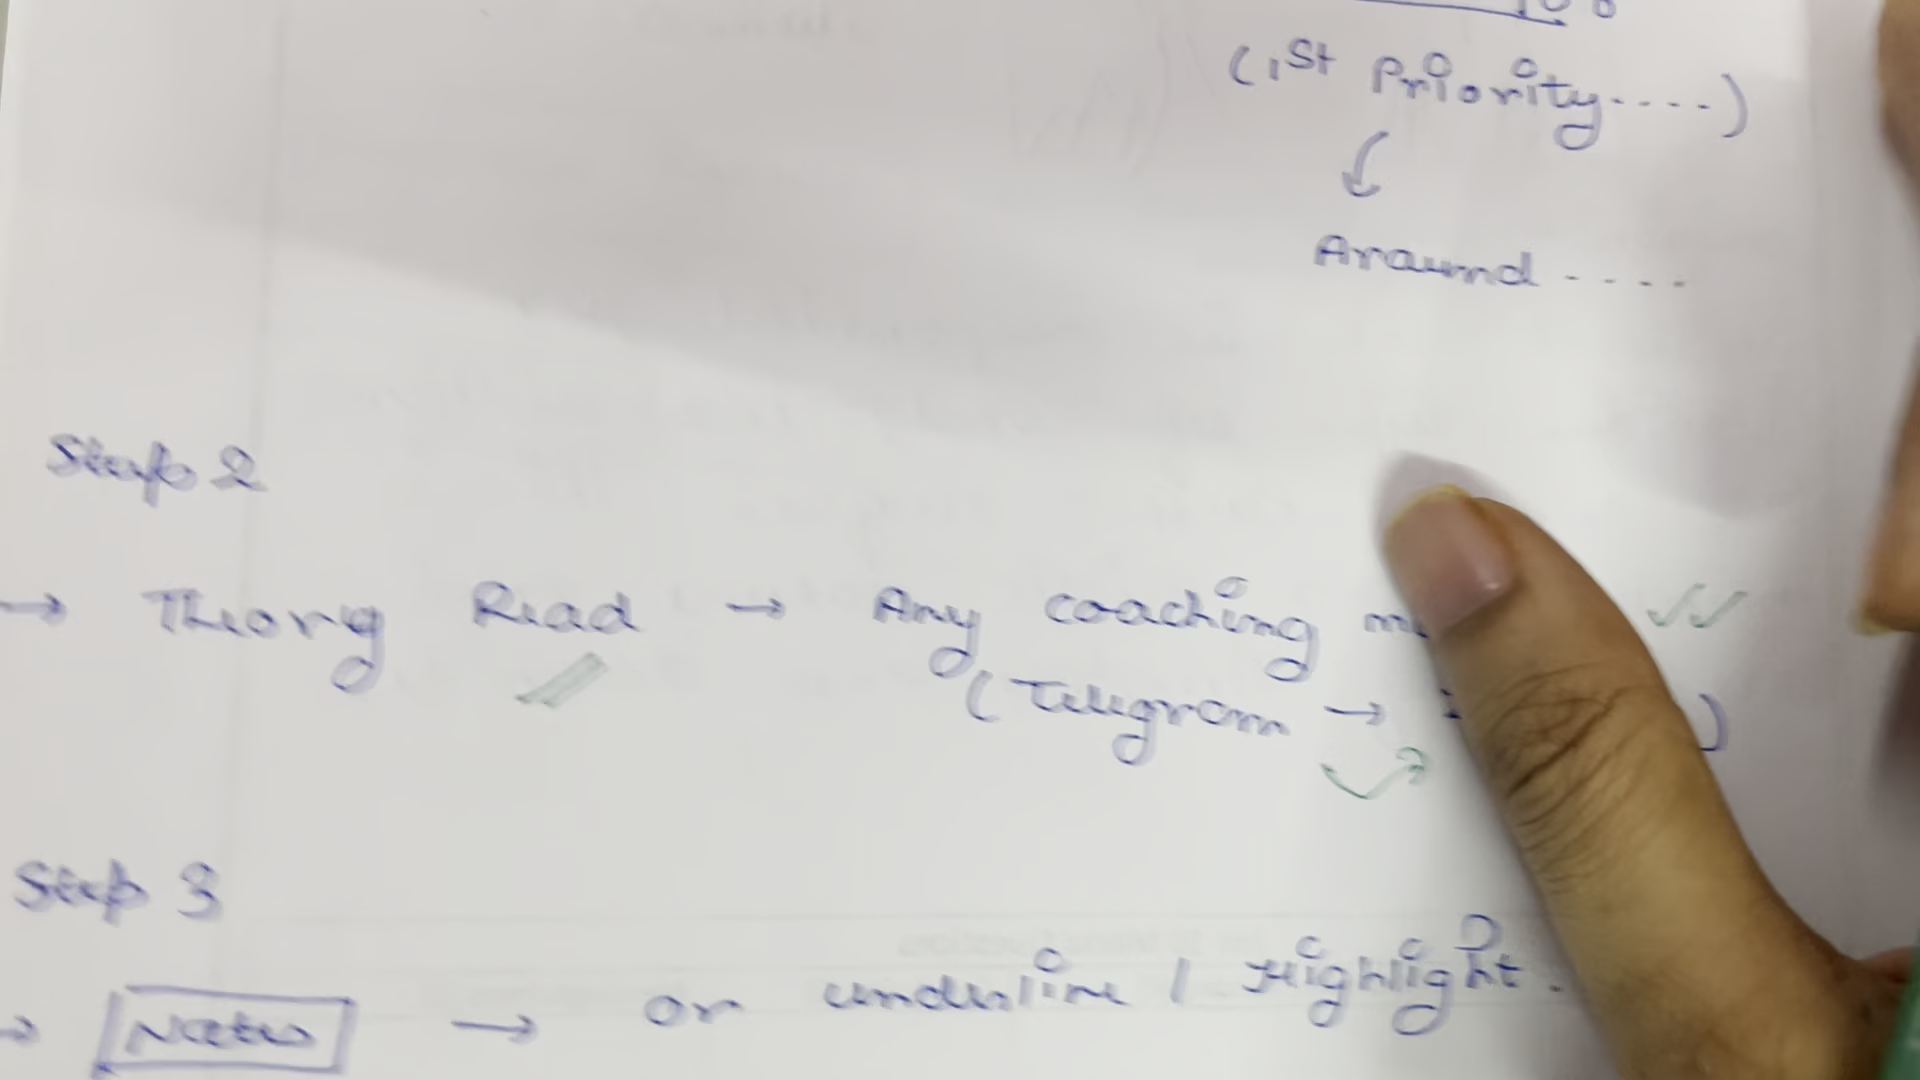 (1st Priority....)
Around ....
Step 2
→ Theory Read → Any coaching
(Telegram → )
Step 3
→ Notes → or underline / Highlight.